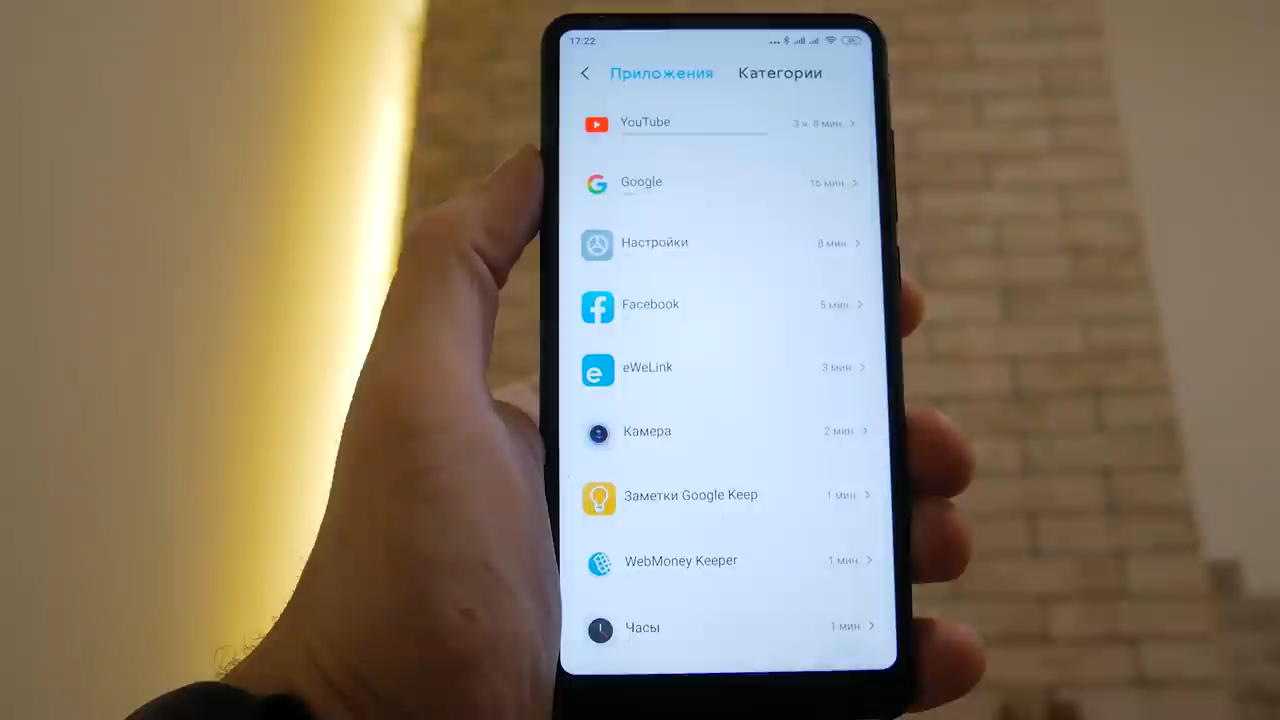 17:22
Приложения Категории
YouTube 3 ч. 8 мин.
Google 16 мин.
Настройки 8 мин.
Facebook 5 мин.
eWeLink 3 мин.
Камера 2 мин.
Заметки Google Keep 1 мин.
WebMoney Keeper 1 мин.
Часы 1 мин.